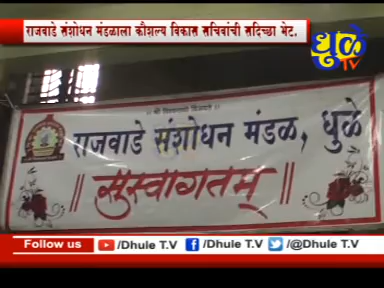 राजवाडे संशोधन मंडळाला कौशल्य विकास सचिवांची सदिच्छा भेट.
धुळे
TV
राजवाडे संशोधन मंडळ, धुळे
॥ सुस्वागतम् ॥
Follow us /Dhule T.V /Dhule T.V /@Dhule T.V